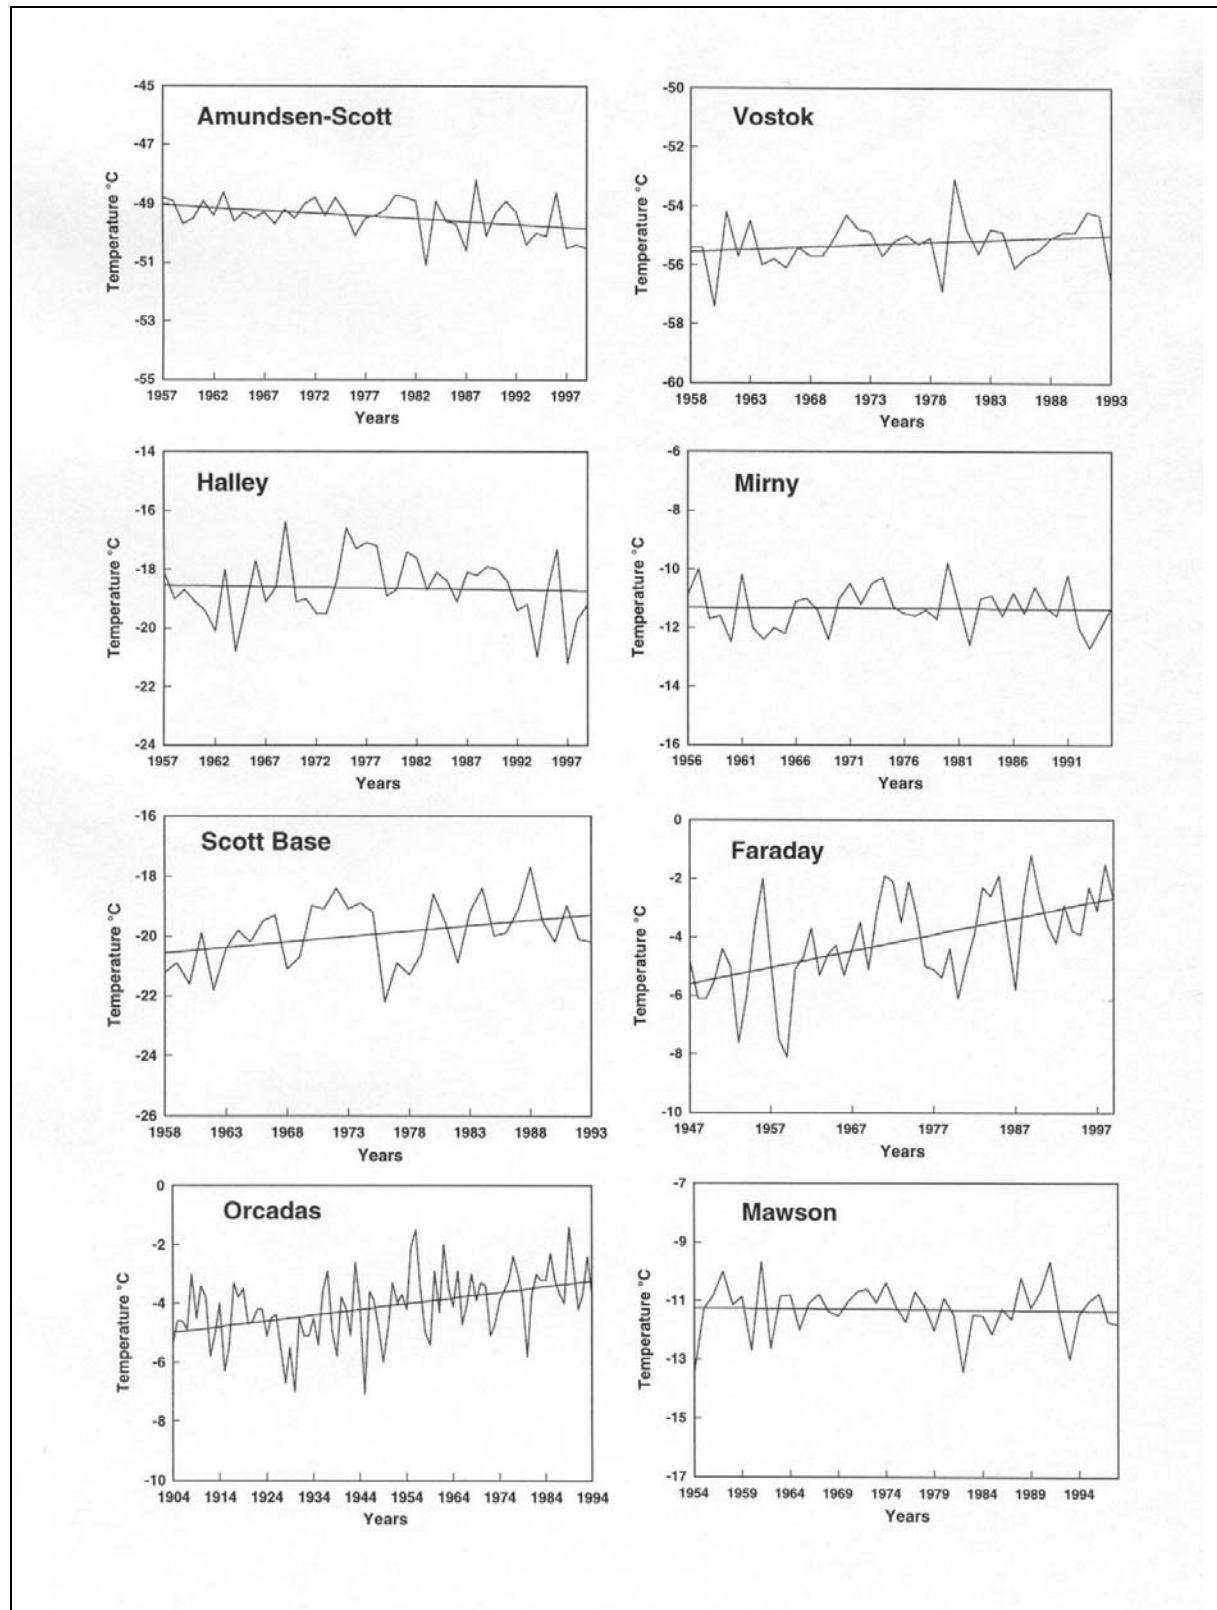 Amundsen-Scott
Temperature °C
-45
-47
-49
-51
-53
-55
1957 1962 1967 1972 1977 1982 1987 1992 1997
Years
Vostok
Temperature °C
-50
-52
-54
-56
-58
-60
1958 1963 1968 1973 1978 1983 1988 1993
Years
Halley
Temperature °C
-14
-16
-18
-20
-22
-24
1957 1962 1967 1972 1977 1982 1987 1992 1997
Years
Mirny
Temperature °C
-6
-8
-10
-12
-14
-16
1956 1961 1966 1971 1976 1981 1986 1991
Years
Scott Base
Temperature °C
-16
-18
-20
-22
-24
-26
1958 1963 1968 1973 1978 1983 1988 1993
Years
Faraday
Temperature °C
0
-2
-4
-6
-8
-10
1947 1957 1967 1977 1987 1997
Years
Orcadas
Temperature °C
0
-2
-4
-6
-8
-10
1904 1914 1924 1934 1944 1954 1964 1974 1984 1994
Years
Mawson
Temperature °C
-7
-9
-11
-13
-15
-17
1954 1959 1964 1969 1974 1979 1984 1989 1994
Years